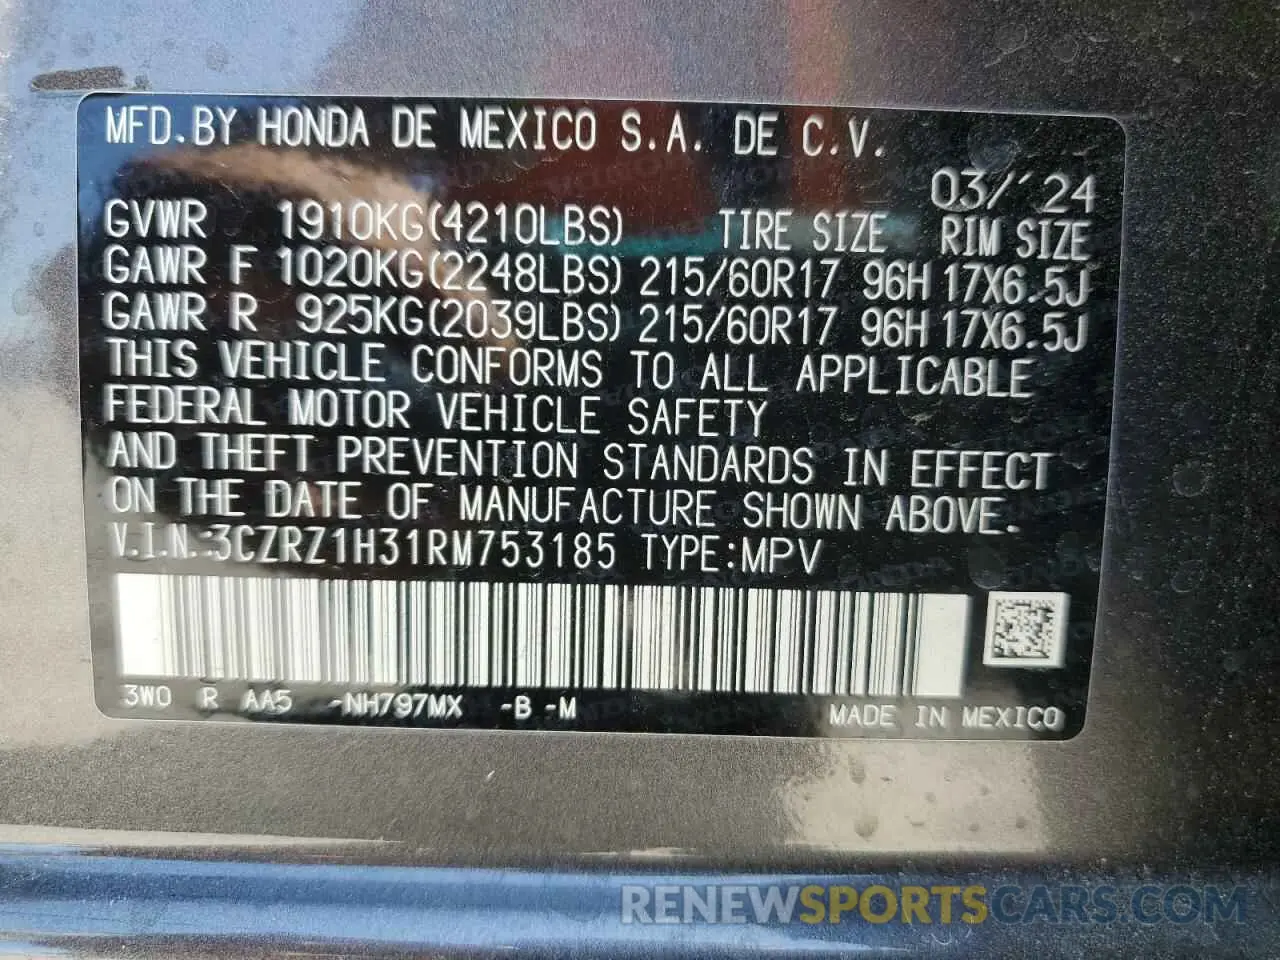 MFD.BY HONDA DE MEXICO S.A. DE C.V.
03/'24
GVWR 1910KG(4210LBS) TIRE SIZE RIM SIZE
GAWR F 1020KG(2248LBS) 215/60R17 96H 17X6.5J
GAWR R 925KG(2039LBS) 215/60R17 96H 17X6.5J
THIS VEHICLE CONFORMS TO ALL APPLICABLE
FEDERAL MOTOR VEHICLE SAFETY
AND THEFT PREVENTION STANDARDS IN EFFECT
ON THE DATE OF MANUFACTURE SHOWN ABOVE.
V.I.N.:3CZRZ1H31RM753185 TYPE:MPV
3W0 R AA5 -NH797MX -B -M
MADE IN MEXICO
RENEWSPORTSCARS.COM